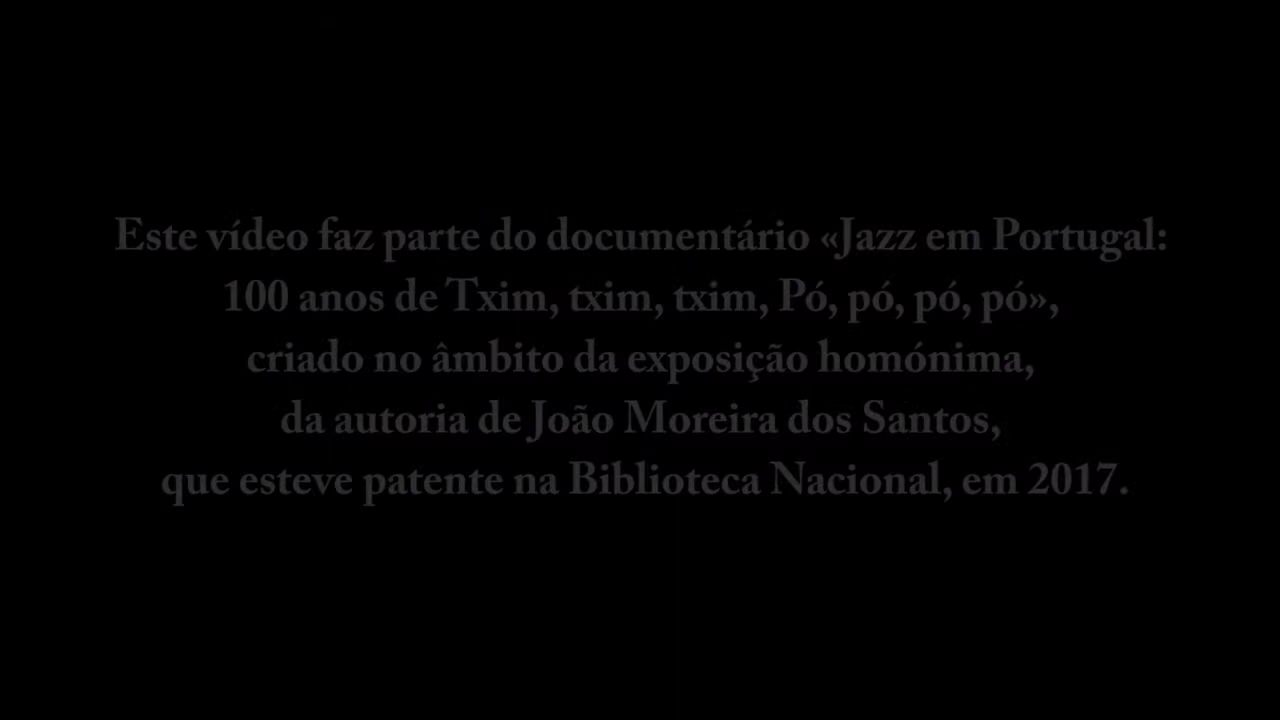 Este vídeo faz parte do documentário «Jazz em Portugal:
100 anos de Txim, txim, txim, Pó, pó, pó, pó»,
criado no âmbito da exposição homónima,
da autoria de João Moreira dos Santos,
que esteve patente na Biblioteca Nacional, em 2017.